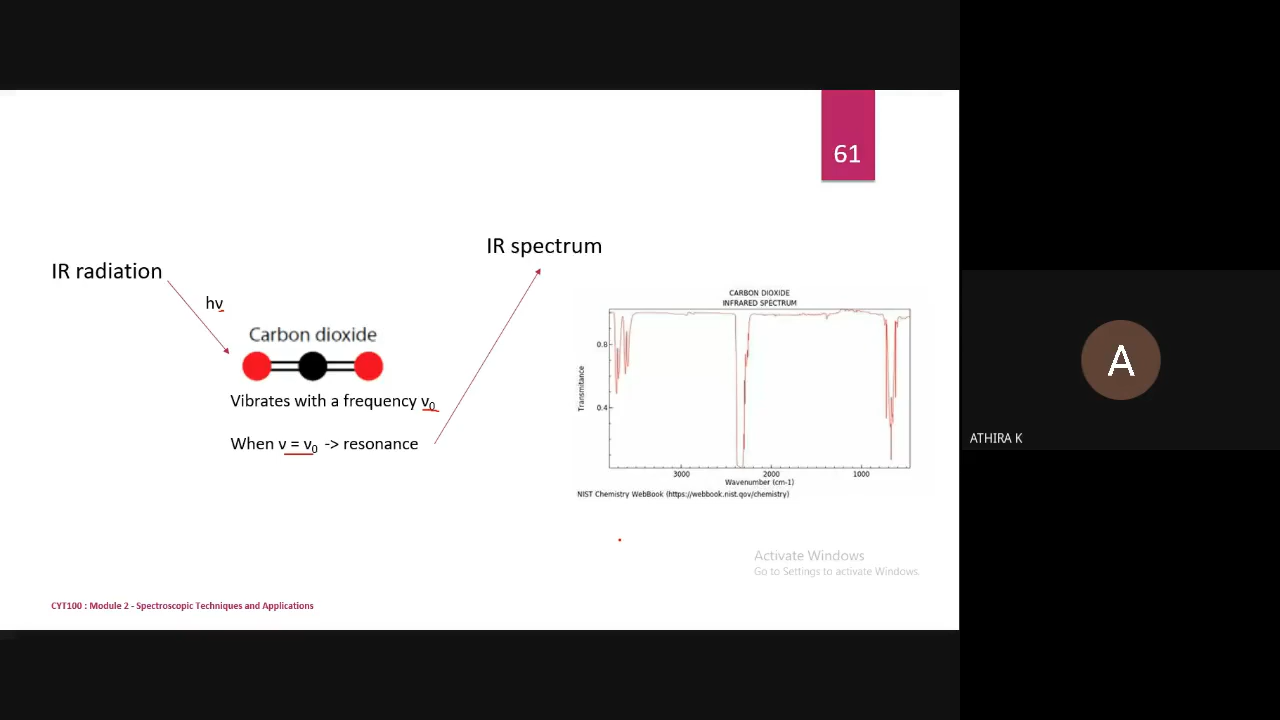 61
IR spectrum
IR radiation
hν
Carbon dioxide
Vibrates with a frequency ν₀
When ν = ν₀ -> resonance
CARBON DIOXIDE
INFRARED SPECTRUM
0.8
Transmitance
0.4
3000 2000 1000
Wavenumber (cm-1)
NIST Chemistry WebBook (https://webbook.nist.gov/chemistry)
Activate Windows
Go to Settings to activate Windows.
CYT100 : Module 2 - Spectroscopic Techniques and Applications
A
ATHIRA K